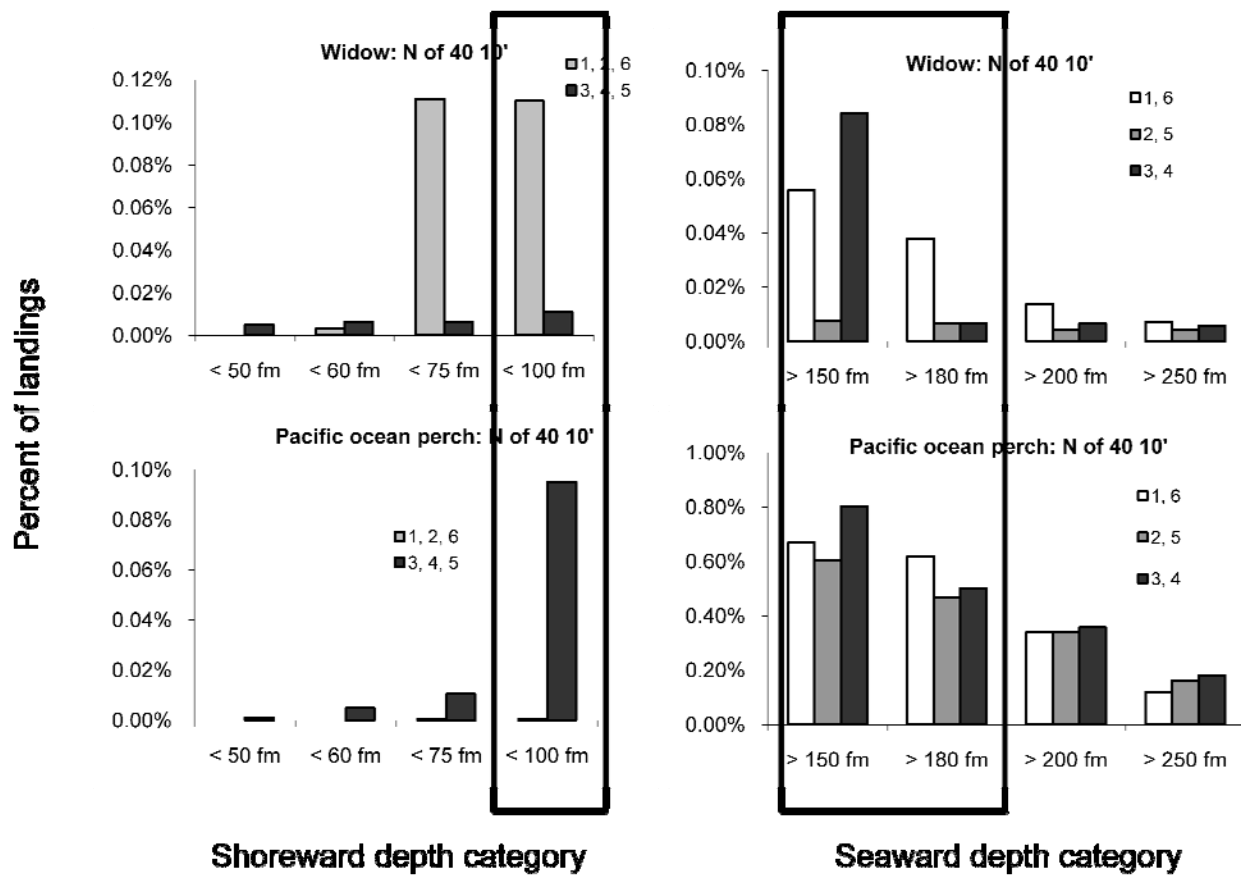 Percent of landings
Widow: N of 40 10'
1, 2, 6
3, 4, 5
0.12%
0.10%
0.08%
0.06%
0.04%
0.02%
0.00%
< 50 fm < 60 fm < 75 fm < 100 fm
Widow: N of 40 10'
1, 6
2, 5
3, 4
0.10%
0.08%
0.06%
0.04%
0.02%
0.00%
> 150 fm > 180 fm > 200 fm > 250 fm
Pacific ocean perch: N of 40 10'
1, 2, 6
3, 4, 5
0.10%
0.08%
0.06%
0.04%
0.02%
0.00%
< 50 fm < 60 fm < 75 fm < 100 fm
Pacific ocean perch: N of 40 10'
1, 6
2, 5
3, 4
1.00%
0.80%
0.60%
0.40%
0.20%
0.00%
> 150 fm > 180 fm > 200 fm > 250 fm
Shoreward depth category
Seaward depth category